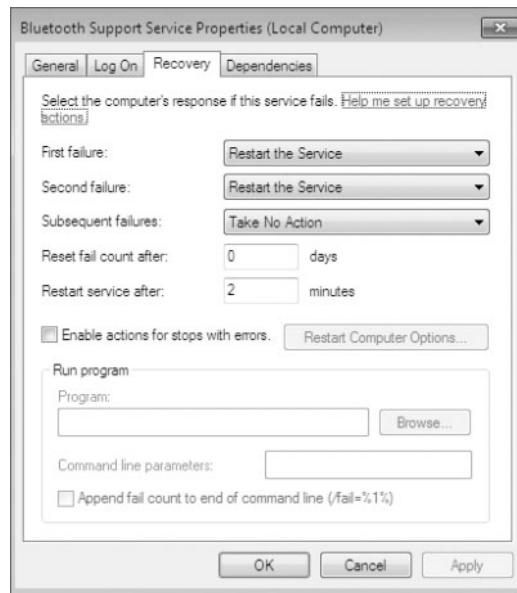 Bluetooth Support Service Properties (Local Computer)
General Log On Recovery Dependencies
Select the computer's response if this service fails. Help me set up recovery
actions.
First failure: Restart the Service
Second failure: Restart the Service
Subsequent failures: Take No Action
Reset fail count after: 0 days
Restart service after: 2 minutes
Enable actions for stops with errors. Restart Computer Options...
Run program
Program:
Browse...
Command line parameters:
Append fail count to end of command line (/fail=%1%)
OK Cancel Apply